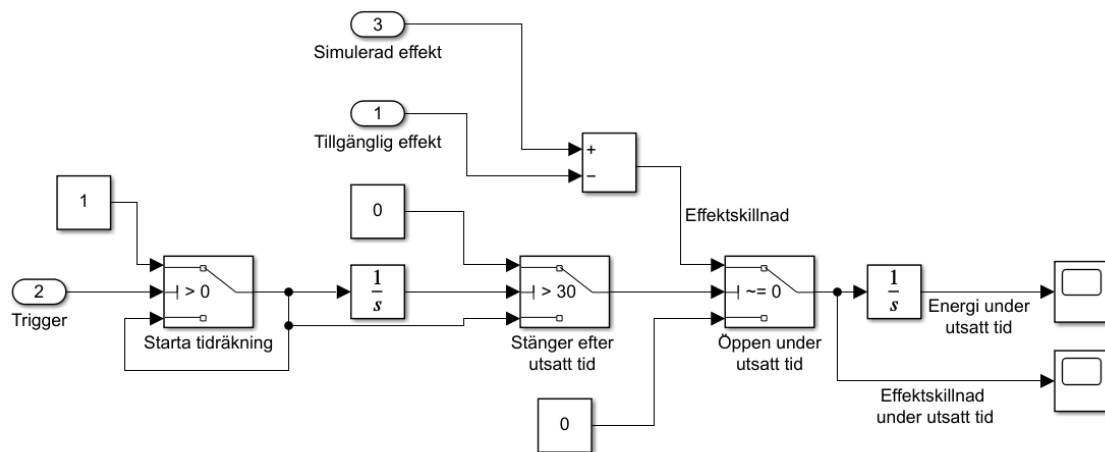 3
Simulerad effekt
1
Tillgänglig effekt
+
−
1
0
Effektskillnad
2
Trigger
> 0
Starta tidräkning
1
s
> 30
Stänger efter
utsatt tid
~= 0
Öppen under
utsatt tid
1
s
Energi under
utsatt tid
0
Effektskillnad
under utsatt tid